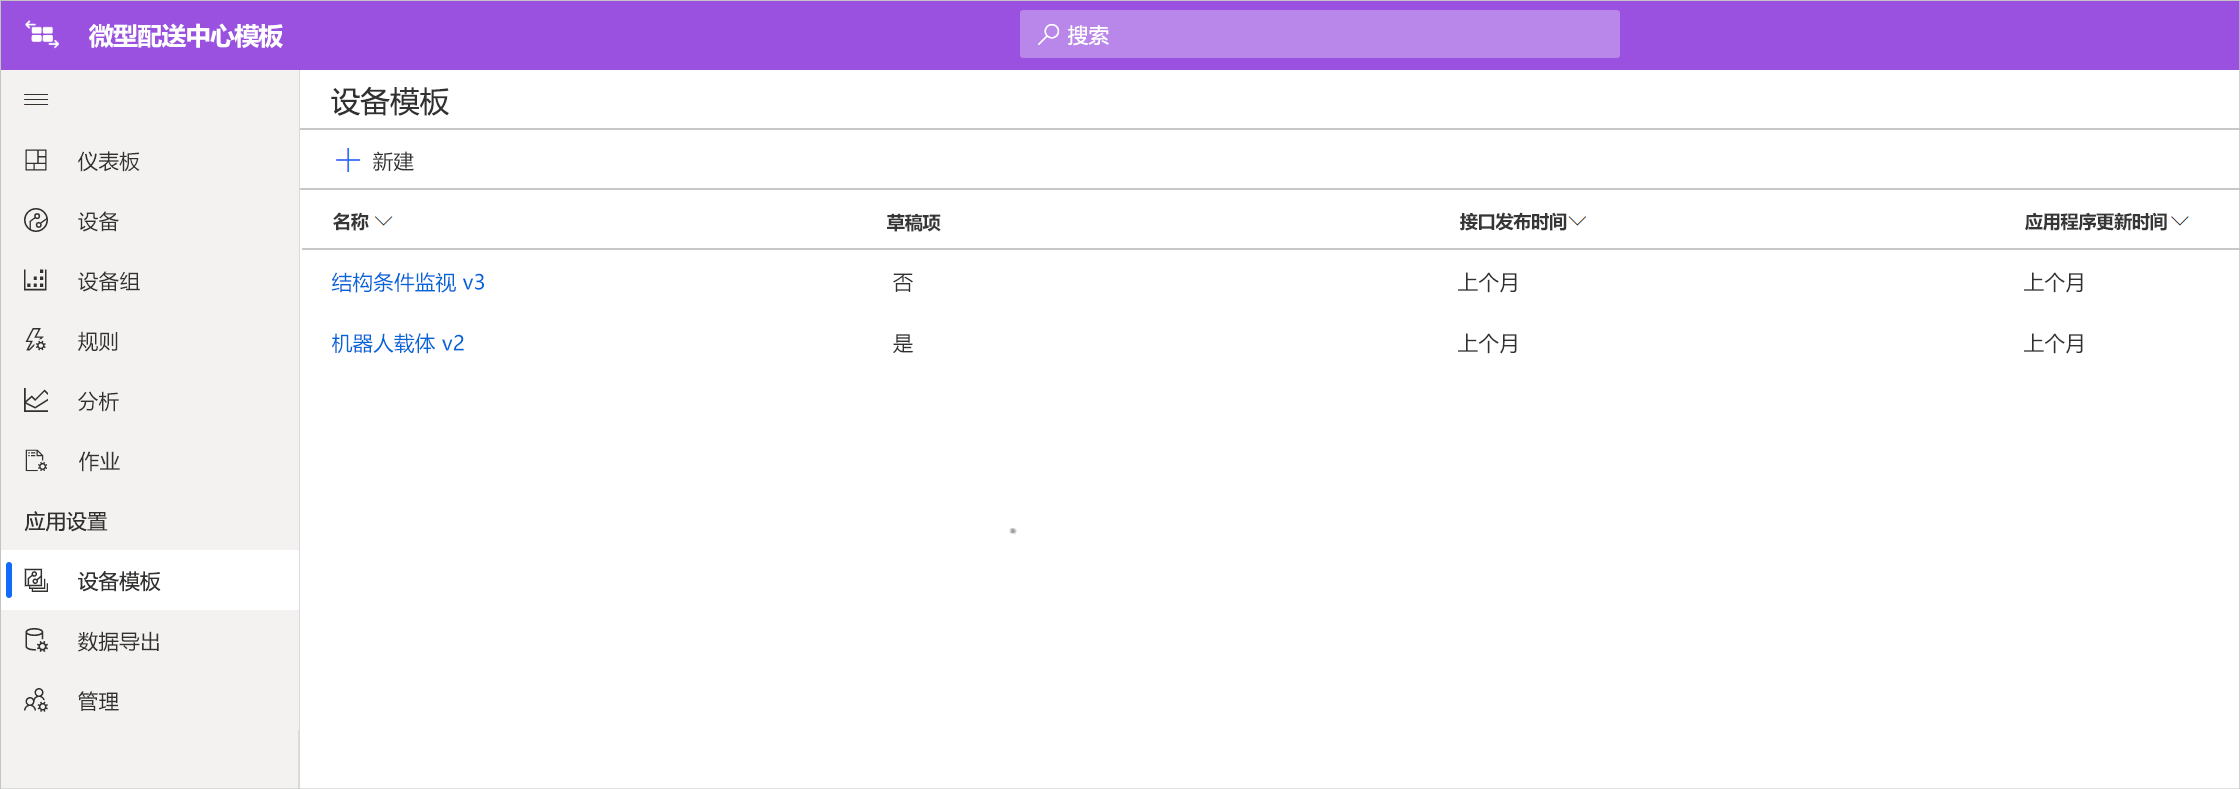 微型配送中心模板
搜索
设备模板
仪表板
新建
设备
名称 草稿项 接口发布时间 应用程序更新时间
设备组
结构条件监视 v3 否 上个月 上个月
规则
机器人载体 v2 是 上个月 上个月
分析
作业
应用设置
设备模板
数据导出
管理